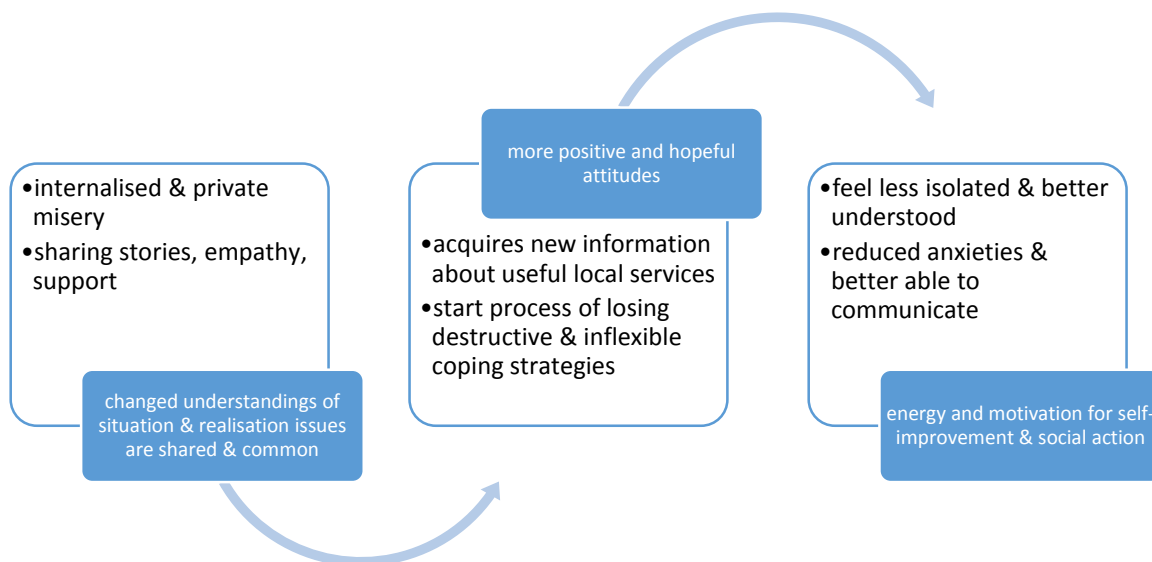 •internalised & private
misery
•sharing stories, empathy,
support
changed understandings of
situation & realisation issues
are shared & common
more positive and hopeful
attitudes
•acquires new information
about useful local services
•start process of losing
destructive & inflexible
coping strategies
•feel less isolated & better
understood
•reduced anxieties &
better able to
communicate
energy and motivation for self-
improvement & social action